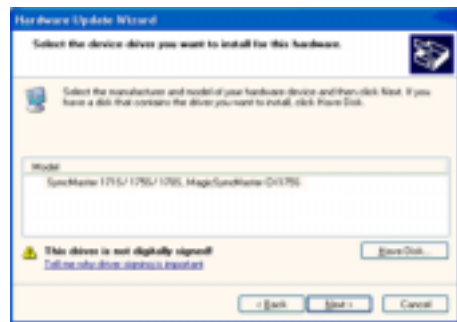 Hardware Update Wizard
Select the device driver you want to install for this hardware.
Select the manufacturer and model of your hardware device and then click Next. If you
have a disk that contains the driver you want to install, click Have Disk.
Model
SyncMaster 171S/ 175S/ 170S, MagicSyncMaster
This driver is not digitally signed!
Have Disk...
Tell me why driver signing is important
< Back
Next >
Cancel